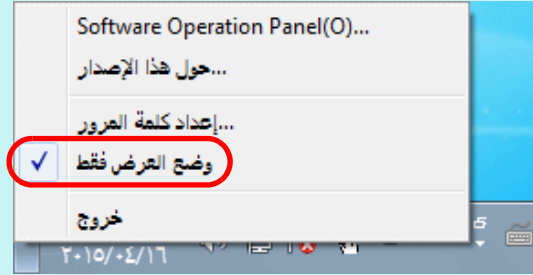 Software Operation Panel(O)...
حول هذا الإصدار...
إعداد كلمة المرور...
وضع العرض فقط
خروج
٢٠١٥/٠٤/١٦